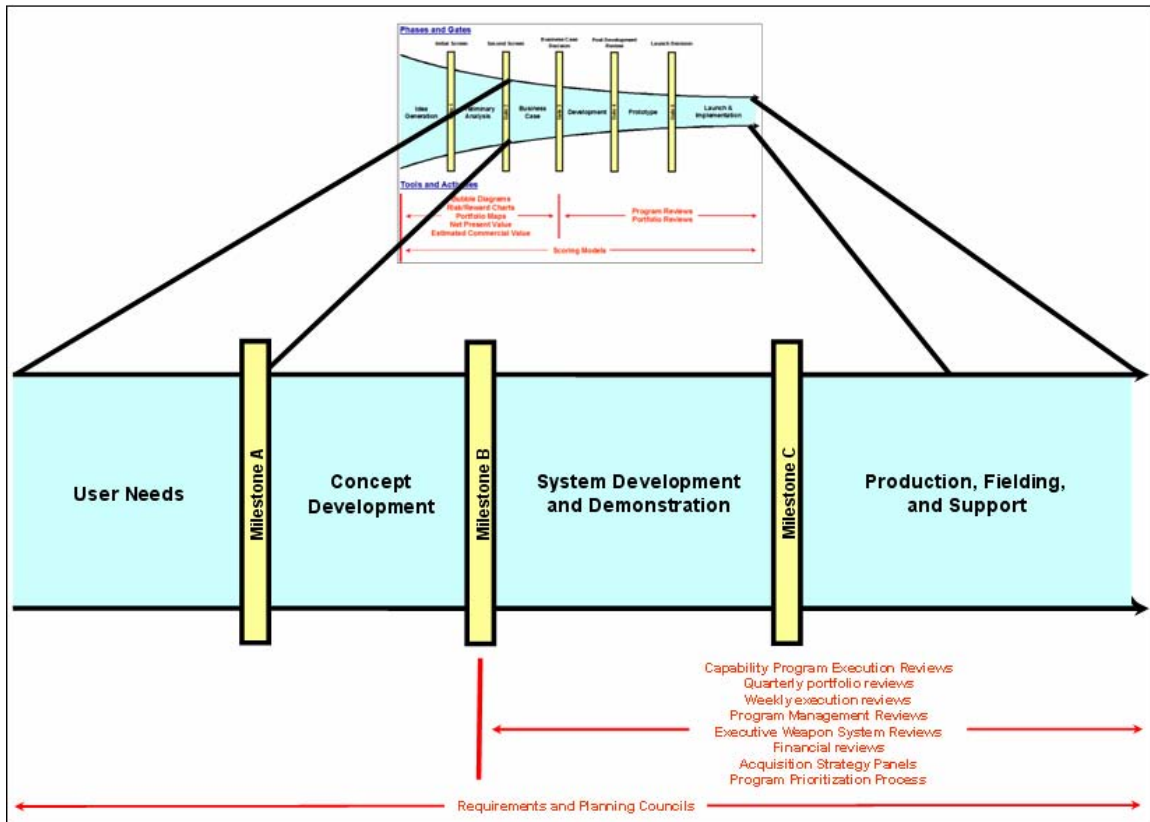 Phases and Gates
Initial Screen
Second Screen
Business Case
Decision
Post Development
Review
Launch Decision
Idea
Generation
Preliminary
Analysis
Business
Case
Development
Prototype
Launch &
Implementation
Tools and Activities
Bubble Diagrams
Risk/Reward Charts
Portfolio Maps
Net Present Value
Estimated Commercial Value
Program Reviews
Portfolio Reviews
Scoring Models
User Needs
Milestone A
Concept
Development
Milestone B
System Development
and Demonstration
Milestone C
Production, Fielding,
and Support
Capability Program Execution Reviews
Quarterly portfolio reviews
Weekly execution reviews
Program Management Reviews
Executive Weapon System Reviews
Financial reviews
Acquisition Strategy Panels
Program Prioritization Process
Requirements and Planning Councils